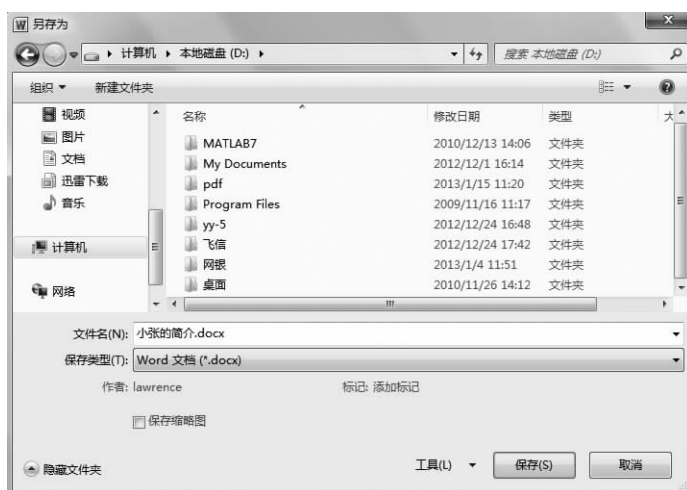 另存为
计算机 本地磁盘 (D:)
搜索 本地磁盘 (D:)
组织 新建文件夹
视频
图片
文档
迅雷下载
音乐
计算机
网络
名称 修改日期 类型 大
MATLAB7 2010/12/13 14:06 文件夹
My Documents 2012/12/1 16:14 文件夹
pdf 2013/1/15 11:20 文件夹
Program Files 2009/11/16 11:17 文件夹
yy-5 2012/12/24 16:48 文件夹
飞信 2012/12/24 17:42 文件夹
网银 2013/1/4 11:51 文件夹
桌面 2010/11/26 14:12 文件夹
文件名(N): 小张的简介.docx
保存类型(T): Word 文档 (*.docx)
作者: lawrence 标记: 添加标记
保存缩略图
隐藏文件夹 工具(L) 保存(S) 取消